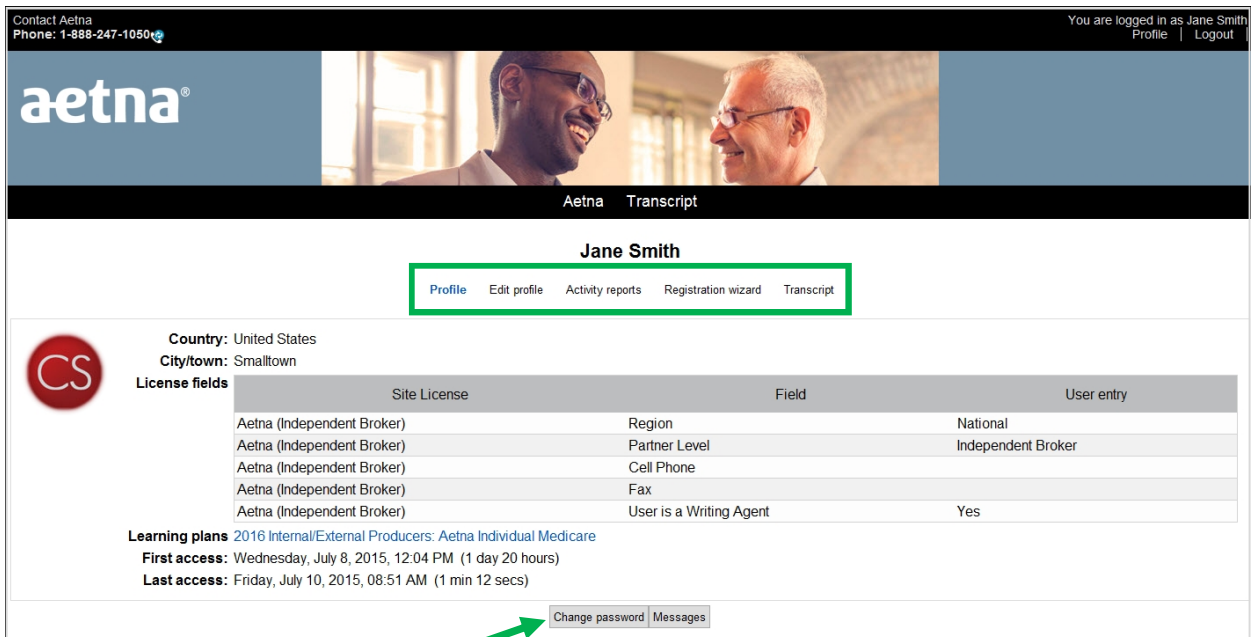 Contact Aetna
Phone: 1-888-247-1050
You are logged in as Jane Smith
Profile | Logout |
aetna®
Aetna Transcript
Jane Smith
Profile Edit profile Activity reports Registration wizard Transcript
CS
Country: United States
City/town: Smalltown
License fields
Site License Field User entry
Aetna (Independent Broker) Region National
Aetna (Independent Broker) Partner Level Independent Broker
Aetna (Independent Broker) Cell Phone
Aetna (Independent Broker) Fax
Aetna (Independent Broker) User is a Writing Agent Yes
Learning plans 2016 Internal/External Producers: Aetna Individual Medicare
First access: Wednesday, July 8, 2015, 12:04 PM (1 day 20 hours)
Last access: Friday, July 10, 2015, 08:51 AM (1 min 12 secs)
Change password Messages